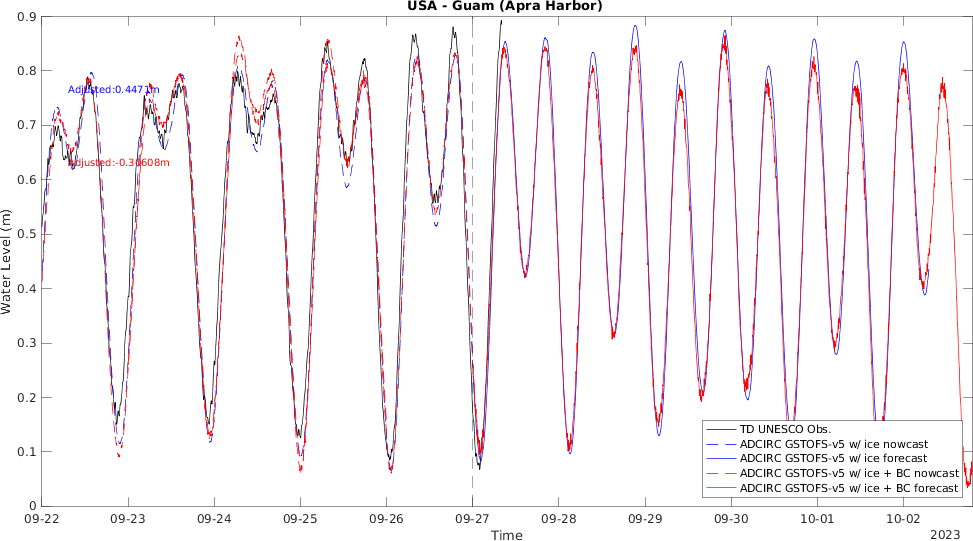 USA - Guam (Apra Harbor)
0.9
0.8
0.7
0.6
0.5
0.4
0.3
0.2
0.1
0
Water Level (m)
Adjusted:0.4471m
Adjusted:-0.30608m
TD UNESCO Obs.
ADCIRC GSTOFS-v5 w/ ice nowcast
ADCIRC GSTOFS-v5 w/ ice forecast
ADCIRC GSTOFS-v5 w/ ice + BC nowcast
ADCIRC GSTOFS-v5 w/ ice + BC forecast
09-22 09-23 09-24 09-25 09-26 09-27 09-28 09-29 09-30 10-01 10-02
Time
2023